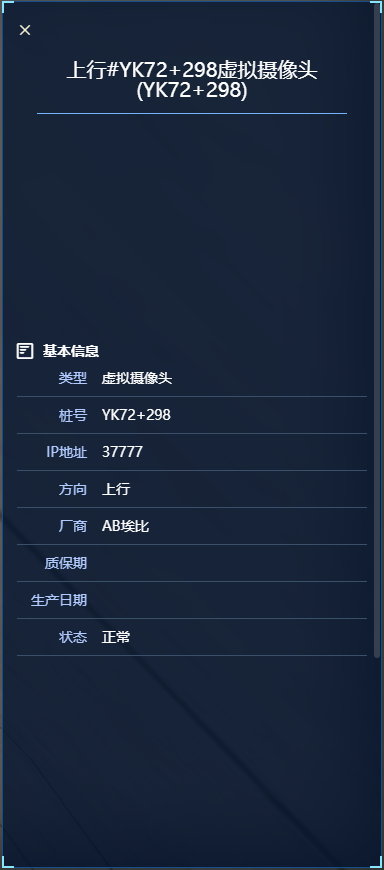 上行#YK72+298虚拟摄像头
(YK72+298)
基本信息
类型 虚拟摄像头
桩号 YK72+298
IP地址 37777
方向 上行
厂商 AB埃比
质保期
生产日期
状态 正常